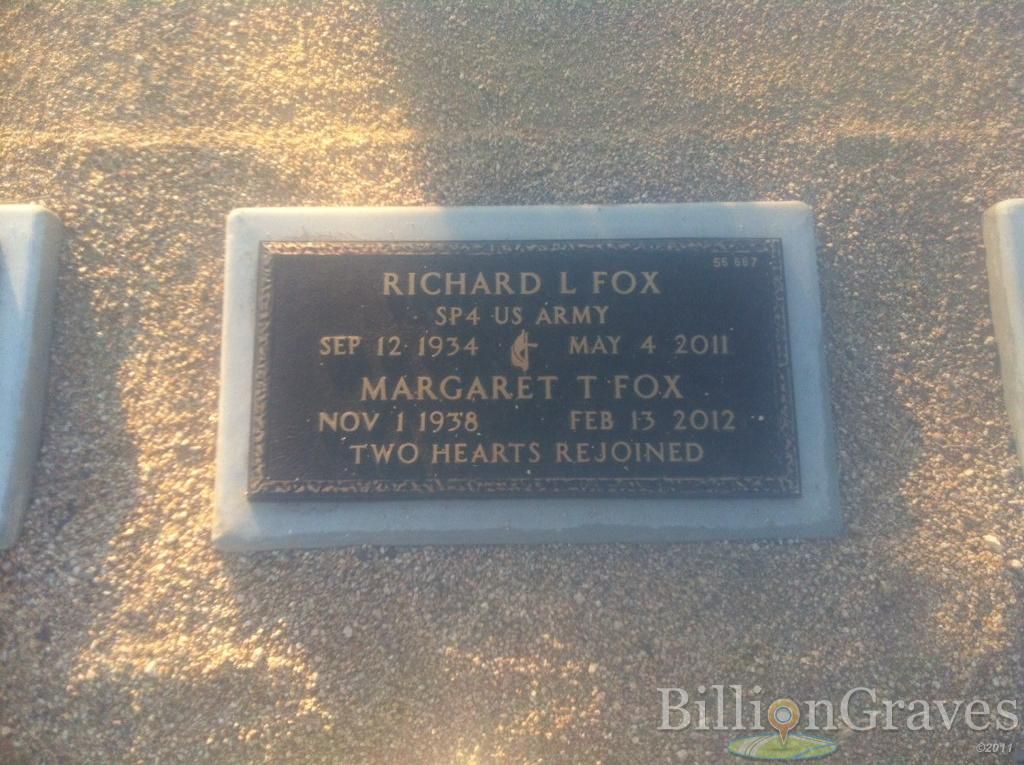 56 667
RICHARD L FOX
SP4 US ARMY
SEP 12 1934 MAY 4 2011
MARGARET T FOX
NOV 1 1938 FEB 13 2012
TWO HEARTS REJOINED
BillionGraves
©2011